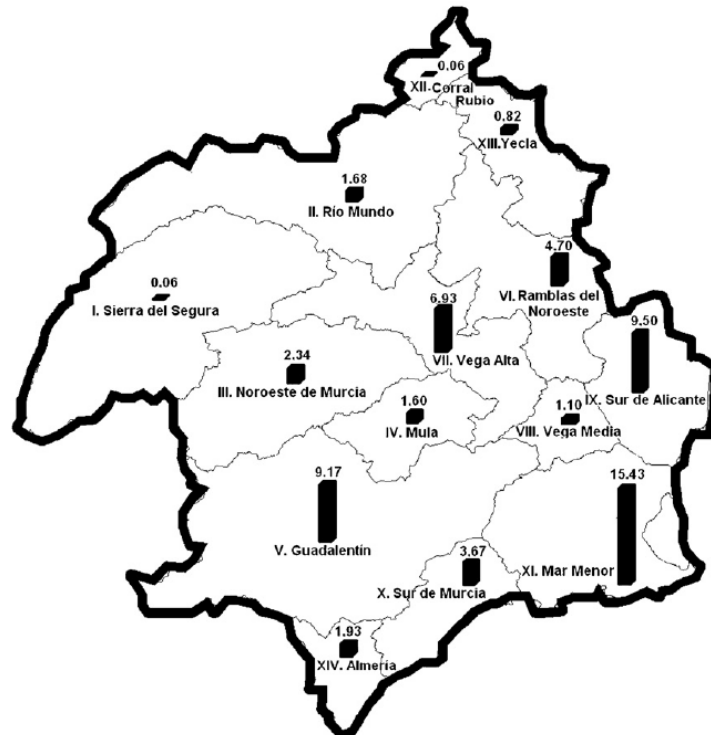 0.06
XII-Corral
Rubio
0.82
XIII.Yecla
1.68
II. Río Mundo
4.70
VI. Ramblas del
Noroeste
0.06
I. Sierra del Segura
6.93
VII. Vega Alta
9.50
IX. Sur de Alicante
2.34
III. Noroeste de Murcia
1.60
IV. Mula
1.10
VIII. Vega Media
9.17
V. Guadalentín
15.43
XI. Mar Menor
3.67
X. Sur de Murcia
1.93
XIV. Almería